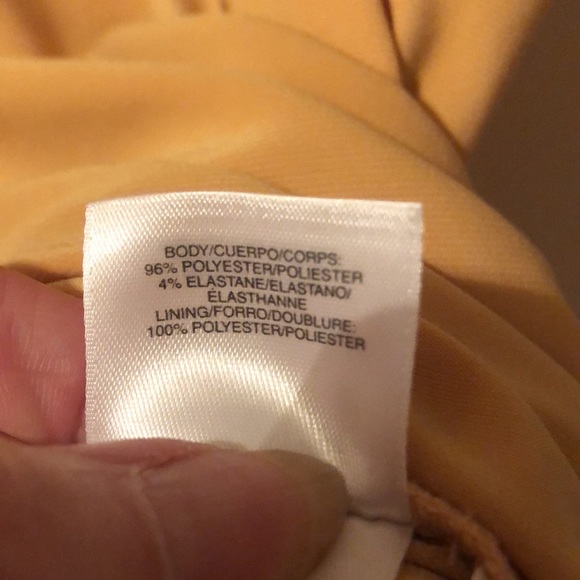 BODY/CUERPO/CORPS:
96% POLYESTER/POLIESTER
4% ELASTANE/ELASTANO/
ÉLASTHANNE
LINING/FORRO/DOUBLURE:
100% POLYESTER/POLIESTER